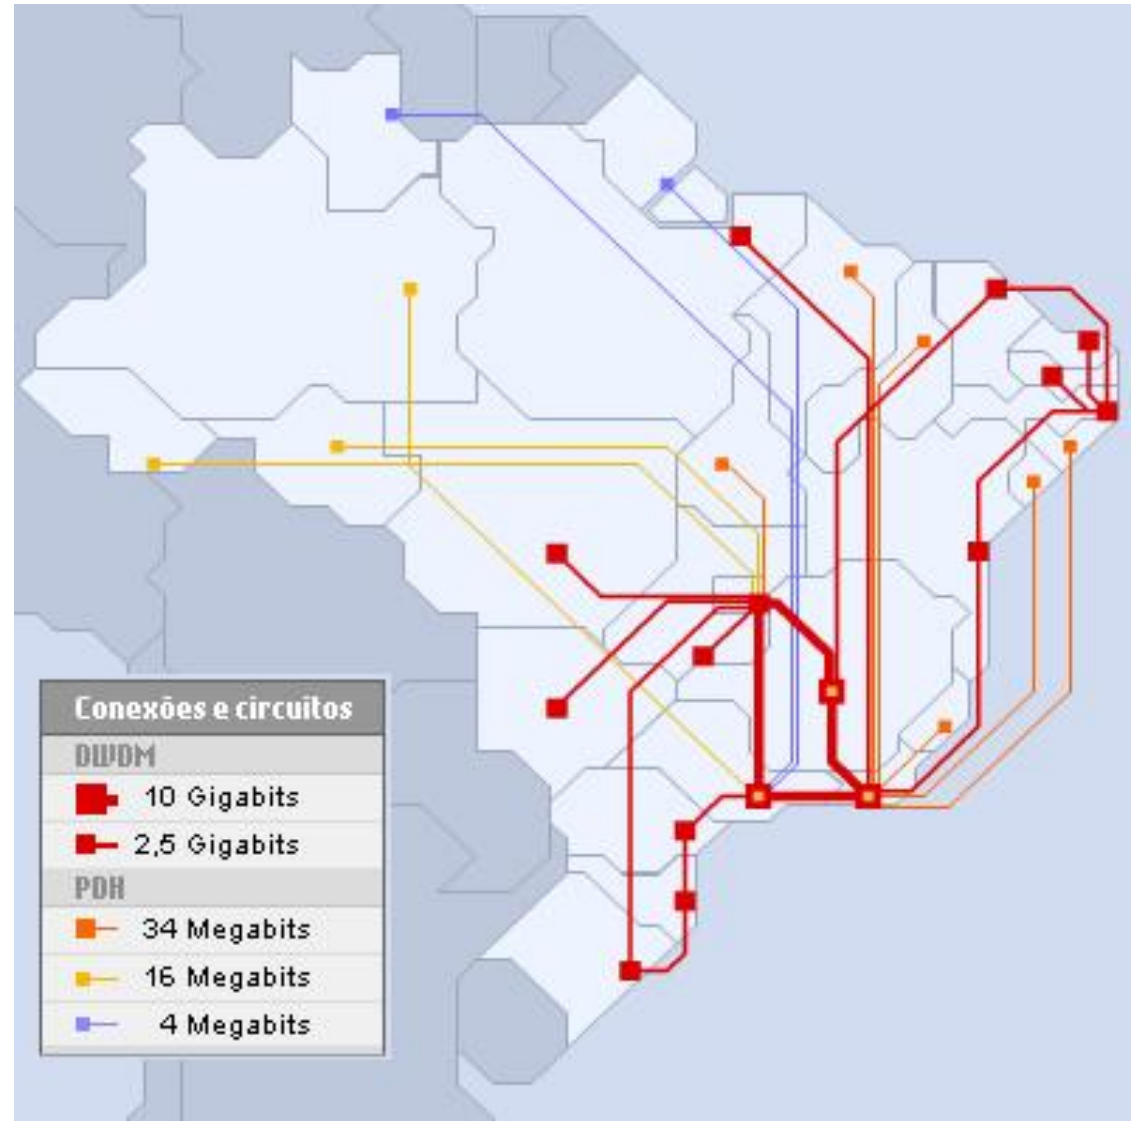 Conexões e circuitos
DWDM
10 Gigabits
2,5 Gigabits
PDH
34 Megabits
16 Megabits
4 Megabits